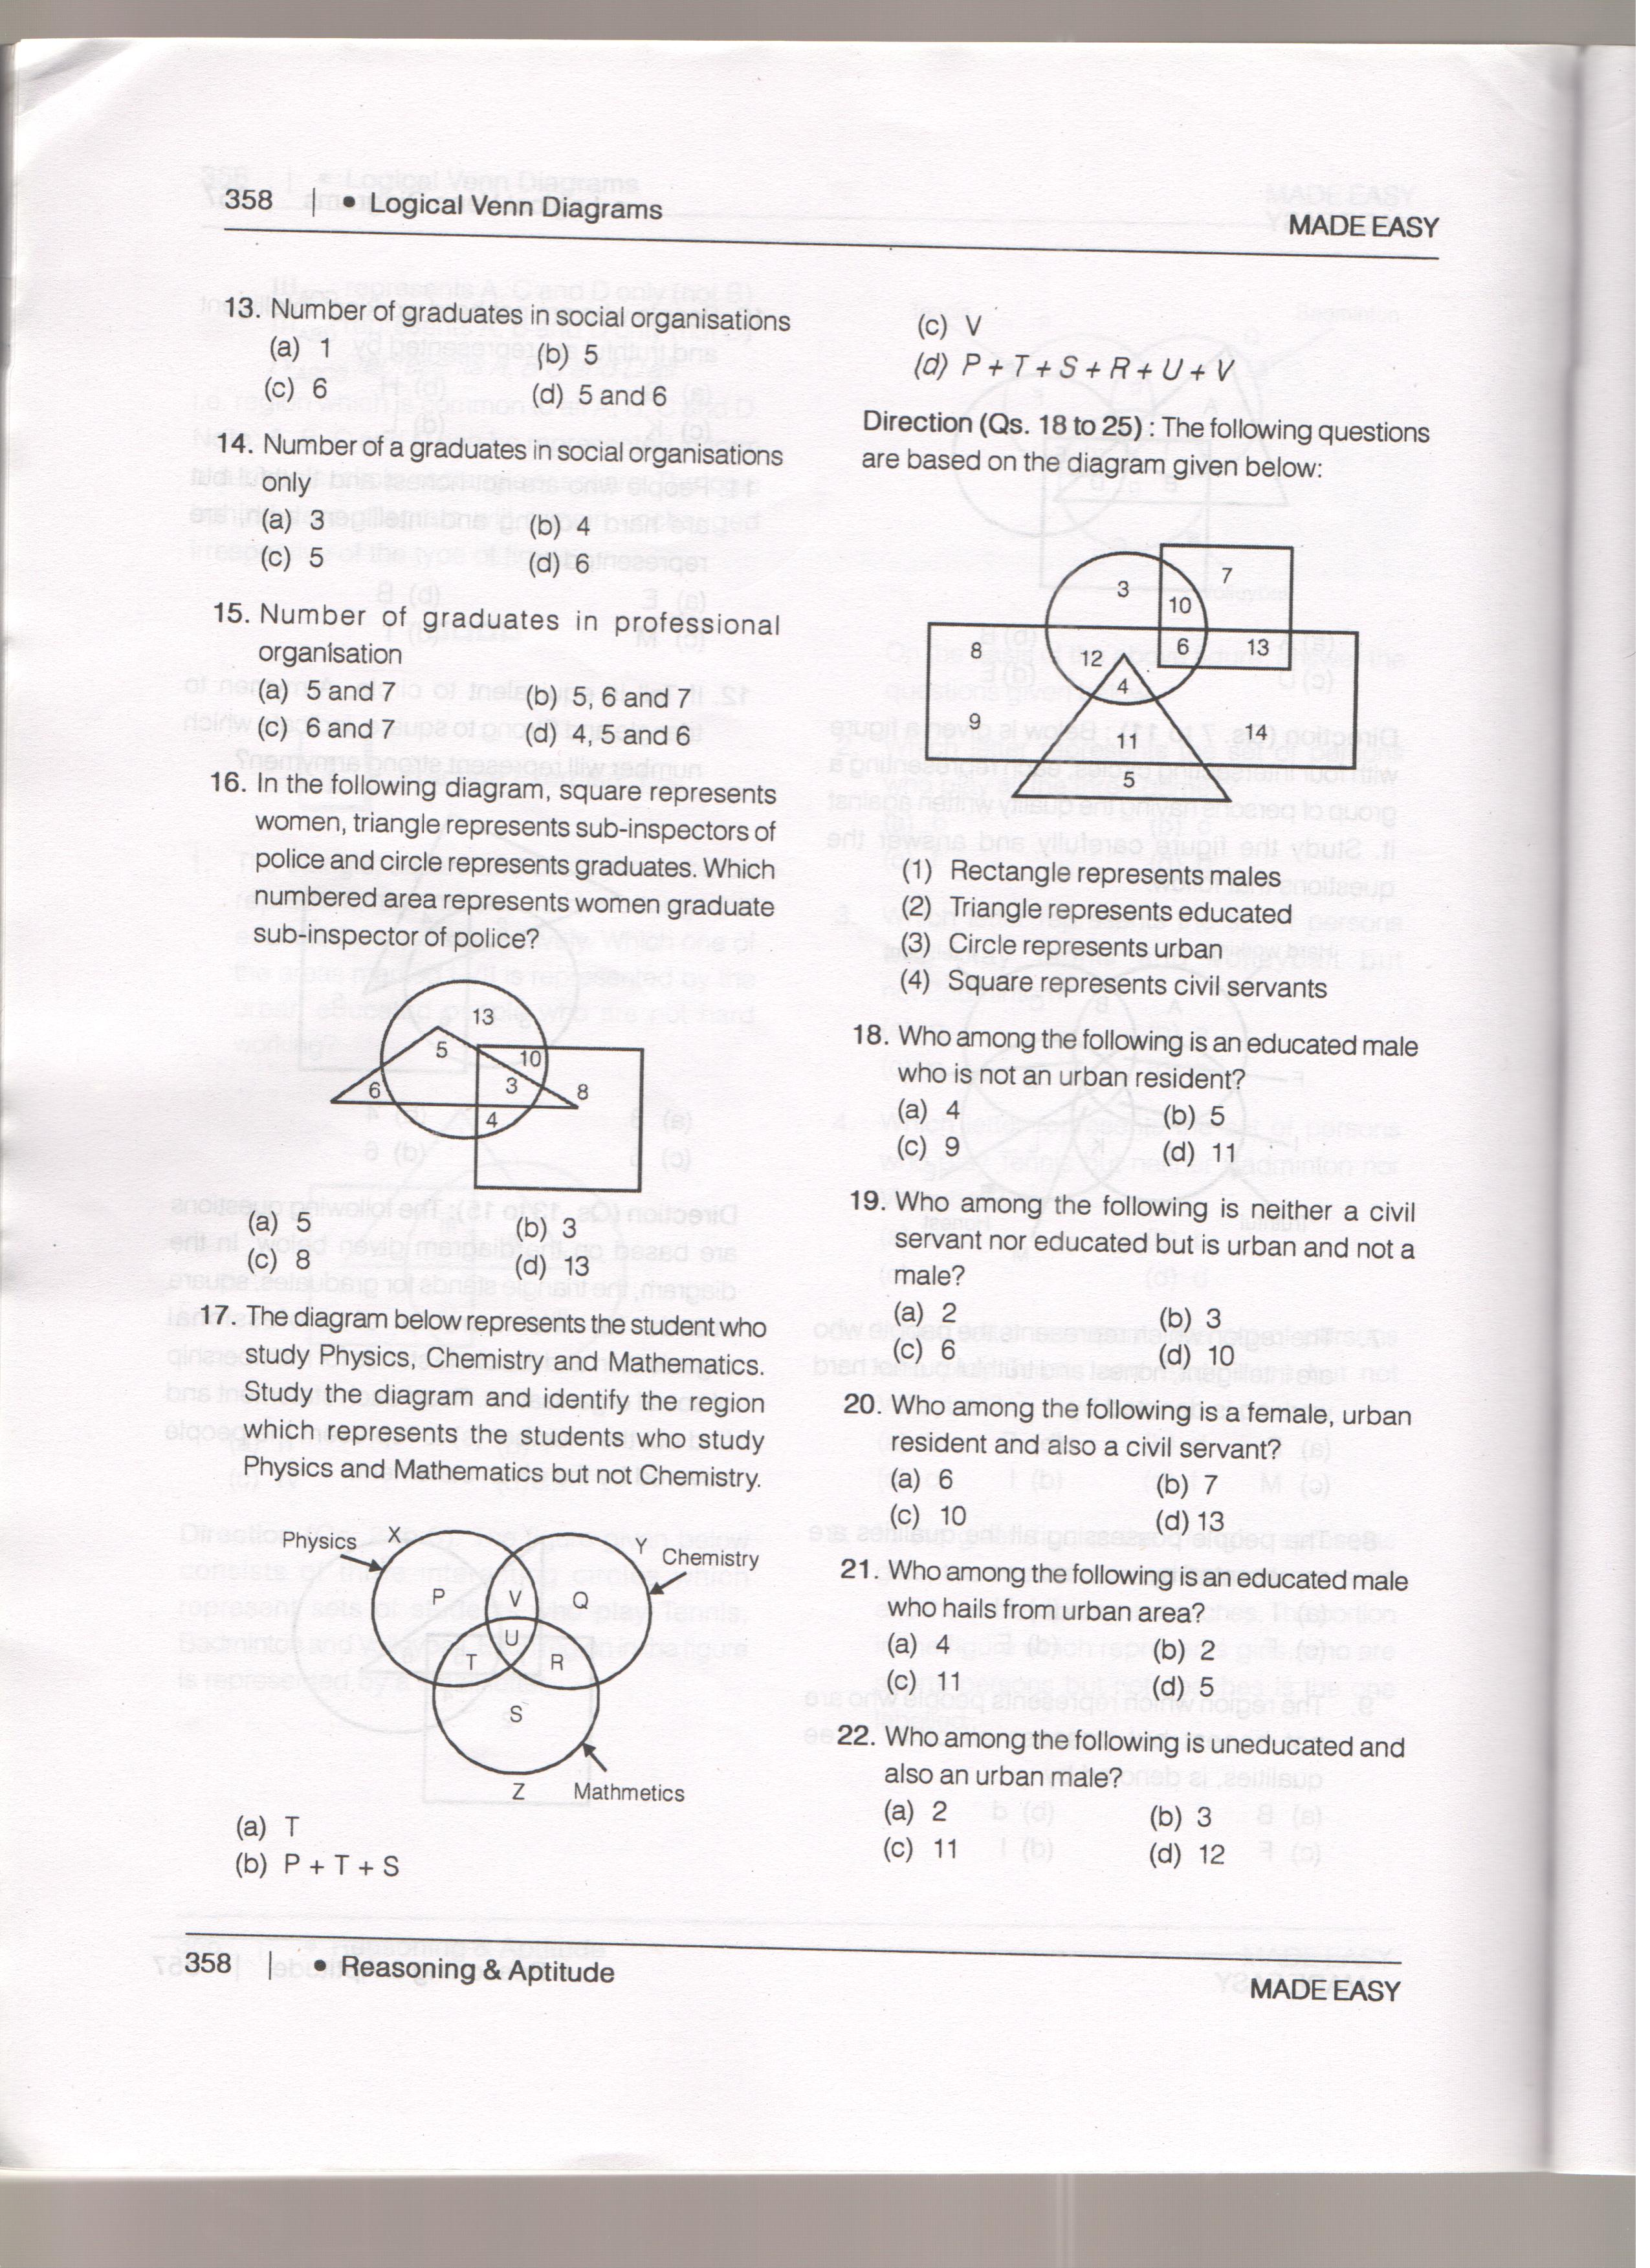 358 | • Logical Venn Diagrams
MADE EASY
13. Number of graduates in social organisations
(a) 1 (b) 5
(c) 6 (d) 5 and 6
14. Number of a graduates in social organisations
only
(a) 3 (b) 4
(c) 5 (d) 6
15. Number of graduates in professional
organisation
(a) 5 and 7 (b) 5, 6 and 7
(c) 6 and 7 (d) 4, 5 and 6
16. In the following diagram, square represents
women, triangle represents sub-inspectors of
police and circle represents graduates. Which
numbered area represents women graduate
sub-inspector of police?
13
5 10
6 3 8
4
(a) 5 (b) 3
(c) 8 (d) 13
17. The diagram below represents the student who
study Physics, Chemistry and Mathematics.
Study the diagram and identify the region
which represents the students who study
Physics and Mathematics but not Chemistry.
Physics X Y Chemistry
P V Q
U
T R
S
Z Mathmetics
(a) T
(b) P + T + S
(c) V
(d) P + T + S + R + U + V
Direction (Qs. 18 to 25) : The following questions
are based on the diagram given below:
3 7
10
8 12 6 13
4
9 11 14
5
(1) Rectangle represents males
(2) Triangle represents educated
(3) Circle represents urban
(4) Square represents civil servants
18. Who among the following is an educated male
who is not an urban resident?
(a) 4 (b) 5
(c) 9 (d) 11
19. Who among the following is neither a civil
servant nor educated but is urban and not a
male?
(a) 2 (b) 3
(c) 6 (d) 10
20. Who among the following is a female, urban
resident and also a civil servant?
(a) 6 (b) 7
(c) 10 (d) 13
21. Who among the following is an educated male
who hails from urban area?
(a) 4 (b) 2
(c) 11 (d) 5
22. Who among the following is uneducated and
also an urban male?
(a) 2 (b) 3
(c) 11 (d) 12
358 | • Reasoning & Aptitude
MADE EASY